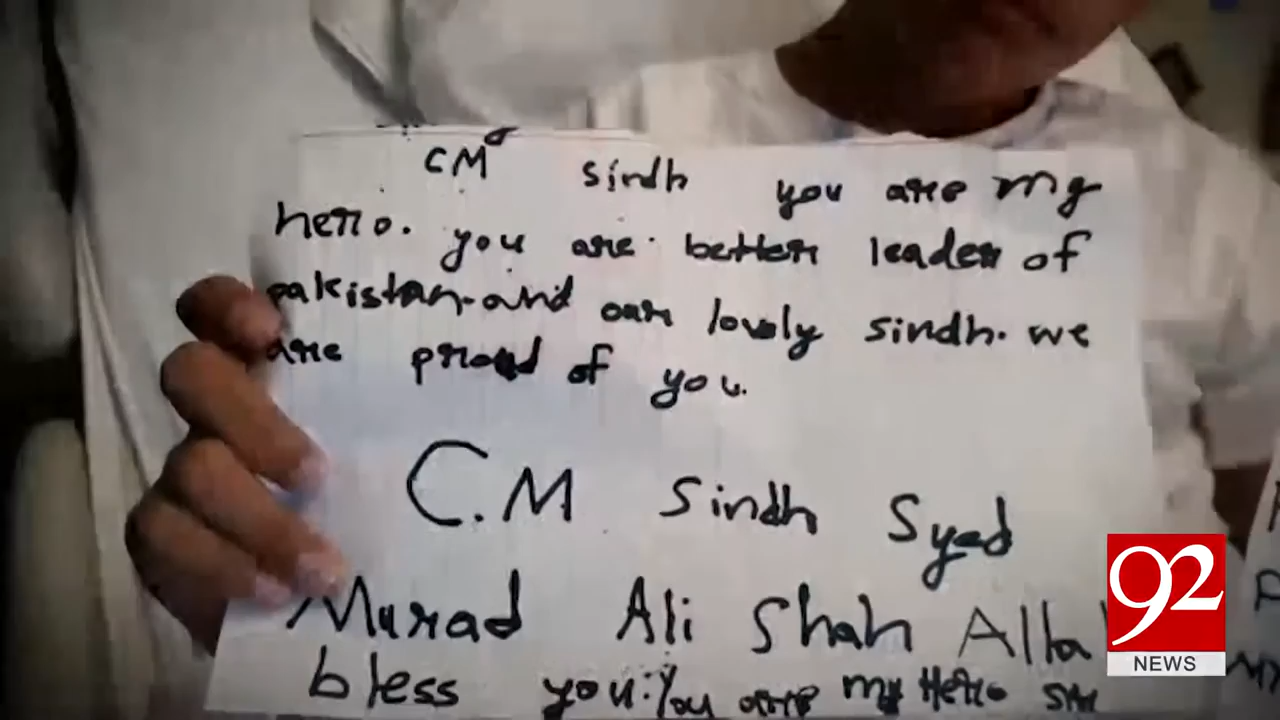 CM sindh you are my
hero. you are better leader of
pakistan. and our lovely sindh. we
are proud of you.
C.M Sindh Syed
Murad Ali Shah Alla
bless you. You are my Hero
92
NEWS